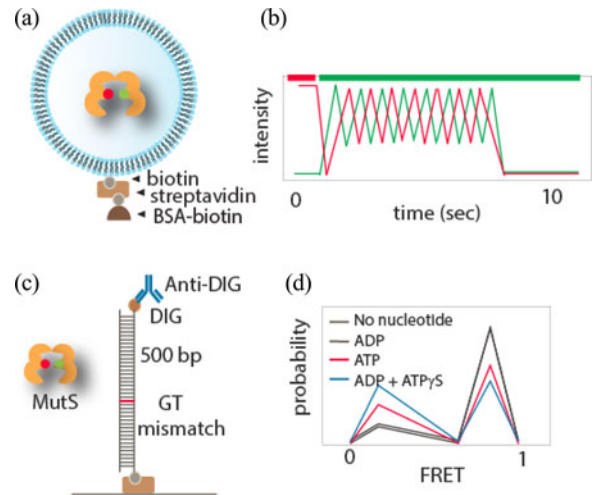 (a)
biotin
streptavidin
BSA-biotin
(b)
intensity
0
10
time (sec)
(c)
Anti-DIG
DIG
500 bp
MutS
GT
mismatch
(d)
probability
No nucleotide
ADP
ATP
ADP + ATPγS
0
1
FRET